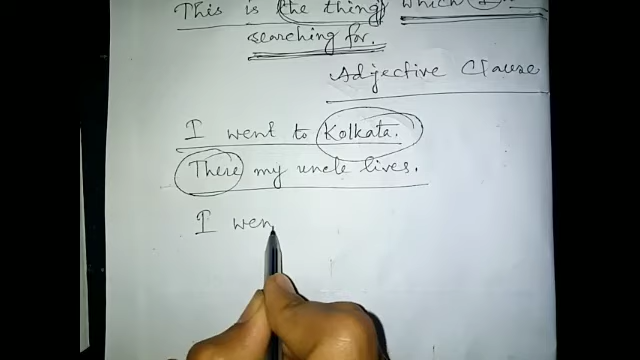 This is the thing, which I
searching for.
Adjective Clause
I went to Kolkata.
There my uncle lives.
I wen